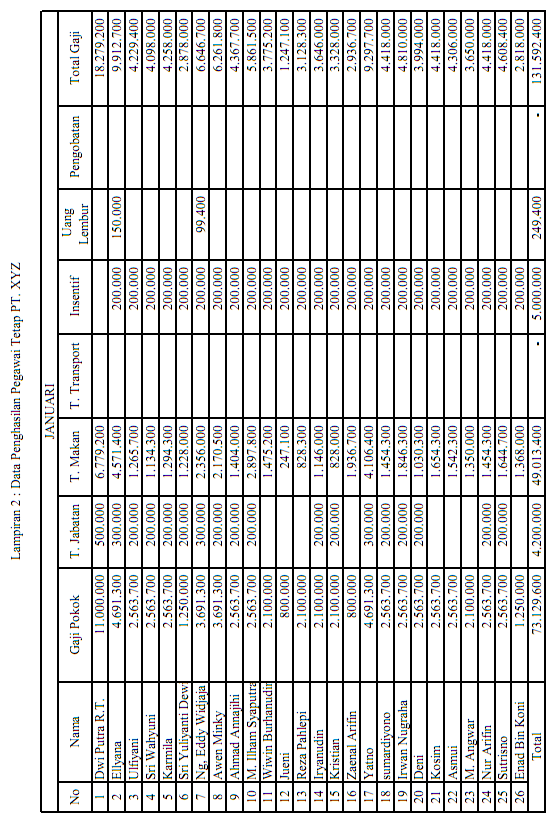 Lampiran 2 : Data Penghasilan Pegawai Tetap PT. XYZ
JANUARI
No Nama Gaji Pokok T. Jabatan T. Makan T. Transport Insentif Uang Lembur Pengobatan Total Gaji
1 Dwi Putra R.T. 11.000.000 500.000 6.779.200 18.279.200
2 Ellyana 4.691.300 300.000 4.571.400 200.000 150.000 9.912.700
3 Ulfiyani 2.563.700 200.000 1.265.700 200.000 4.229.400
4 Sri Wahyuni 2.563.700 200.000 1.134.300 200.000 4.098.000
5 Karmila 2.563.700 200.000 1.294.300 200.000 4.258.000
6 Sri Yuliyanti Dew 1.250.000 200.000 1.228.000 200.000 2.878.000
7 Ng. Eddy Widjaja 3.691.300 300.000 2.356.000 200.000 99.400 6.646.700
8 Awen Minky 3.691.300 200.000 2.170.500 200.000 6.261.800
9 Ahmad Annajihi 2.563.700 200.000 1.404.000 200.000 4.367.700
10 M. Ilham Syaputra 2.563.700 200.000 2.897.800 200.000 5.861.500
11 Wiwin Burhanudin 2.100.000 1.475.200 200.000 3.775.200
12 Jueni 800.000 247.100 200.000 1.247.100
13 Reza Pahlepi 2.100.000 828.300 200.000 3.128.300
14 Iryanudin 2.100.000 200.000 1.146.000 200.000 3.646.000
15 Kristian 2.100.000 200.000 828.000 200.000 3.328.000
16 Zaenal Arifin 800.000 1.936.700 200.000 2.936.700
17 Yatno 4.691.300 300.000 4.106.400 200.000 9.297.700
18 sumardiyono 2.563.700 200.000 1.454.300 200.000 4.418.000
19 Irwan Nugraha 2.563.700 200.000 1.846.300 200.000 4.810.000
20 Deni 2.563.700 200.000 1.030.300 200.000 3.994.000
21 Kosim 2.563.700 1.654.300 200.000 4.418.000
22 Asmui 2.563.700 1.542.300 200.000 4.306.000
23 M. Angwar 2.100.000 1.350.000 200.000 3.650.000
24 Nur Arifin 2.563.700 200.000 1.454.300 200.000 4.418.000
25 Sutrisno 2.563.700 200.000 1.644.700 200.000 4.608.400
26 Enad Bin Koni 1.250.000 1.368.000 200.000 2.818.000
Total 73.129.600 4.200.000 49.013.400 - 5.000.000 249.400 - 131.592.400